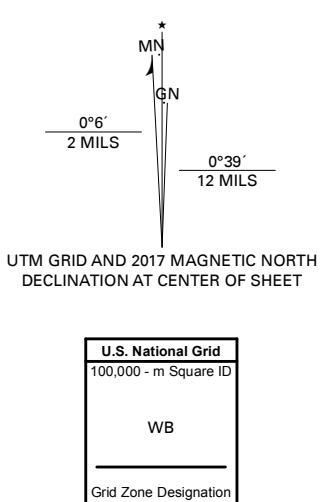 ★
MN
GN
0°6´
2 MILS
0°39´
12 MILS
UTM GRID AND 2017 MAGNETIC NORTH
DECLINATION AT CENTER OF SHEET
U.S. National Grid
100,000 - m Square ID
WB
Grid Zone Designation